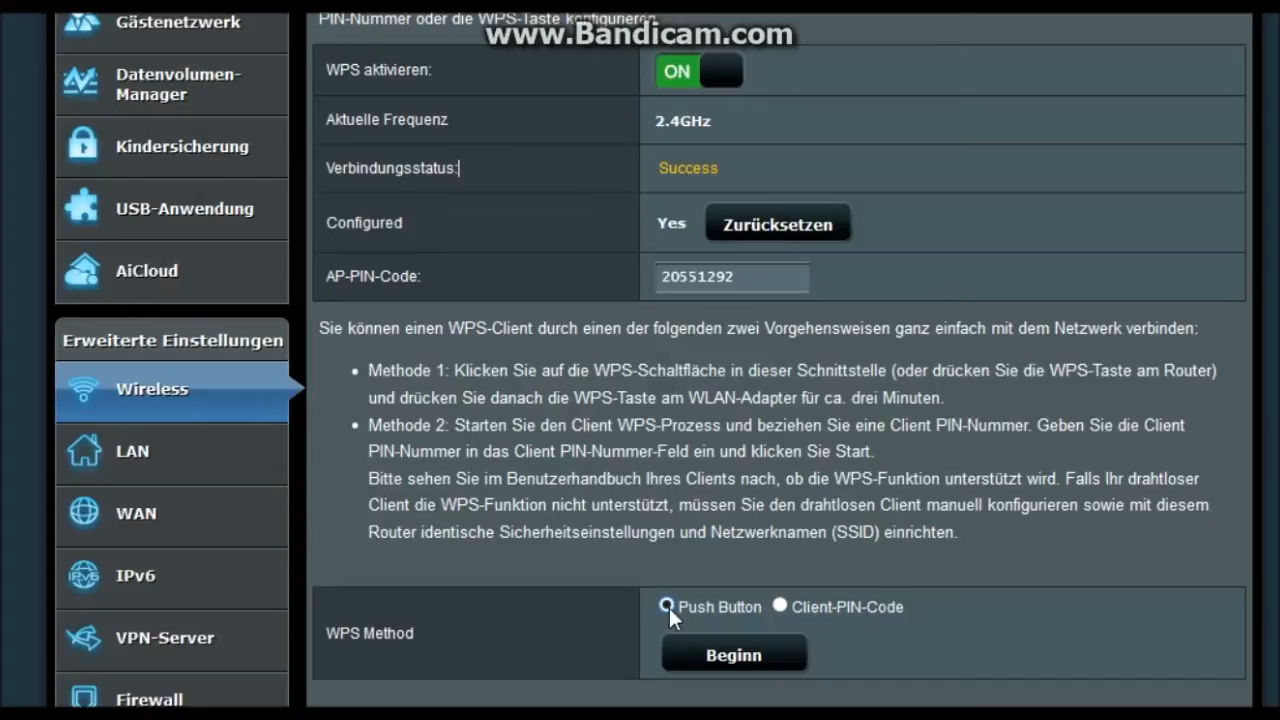 PIN-Nummer oder die WPS-Taste konfigurieren.
www.Bandicam.com
Gästenetzwerk
Datenvolumen-
Manager
Kindersicherung
USB-Anwendung
AiCloud
Erweiterte Einstellungen
Wireless
LAN
WAN
IPv6
VPN-Server
Firewall
WPS aktivieren:
ON
Aktuelle Frequenz
2.4GHz
Verbindungsstatus:
Success
Configured
Yes
Zurücksetzen
AP-PIN-Code:
20551292
Sie können einen WPS-Client durch einen der folgenden zwei Vorgehensweisen ganz einfach mit dem Netzwerk verbinden:
• Methode 1: Klicken Sie auf die WPS-Schaltfläche in dieser Schnittstelle (oder drücken Sie die WPS-Taste am Router)
und drücken Sie danach die WPS-Taste am WLAN-Adapter für ca. drei Minuten.
• Methode 2: Starten Sie den Client WPS-Prozess und beziehen Sie eine Client PIN-Nummer. Geben Sie die Client
PIN-Nummer in das Client PIN-Nummer-Feld ein und klicken Sie Start.
Bitte sehen Sie im Benutzerhandbuch Ihres Clients nach, ob die WPS-Funktion unterstützt wird. Falls Ihr drahtloser
Client die WPS-Funktion nicht unterstützt, müssen Sie den drahtlosen Client manuell konfigurieren sowie mit diesem
Router identische Sicherheitseinstellungen und Netzwerknamen (SSID) einrichten.
WPS Method
Push Button
Client-PIN-Code
Beginn